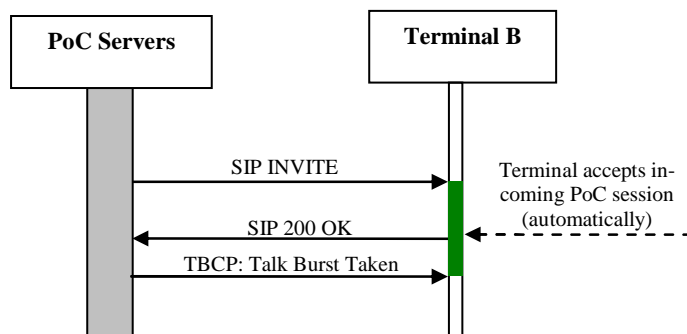 PoC Servers
Terminal B
SIP INVITE
Terminal accepts in-
coming PoC session
(automatically)
SIP 200 OK
TBCP: Talk Burst Taken